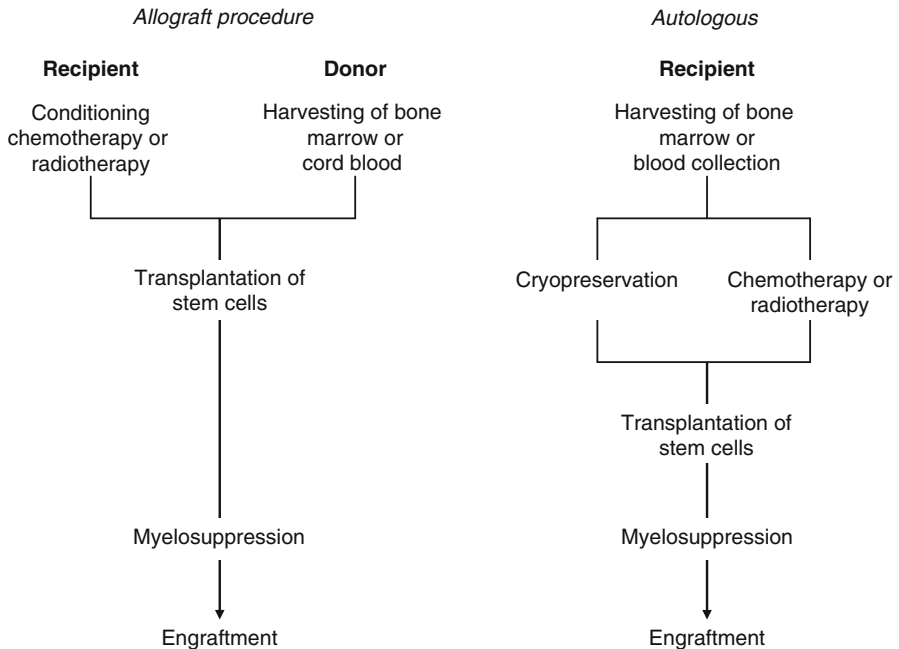 Allograft procedure
Recipient
Conditioning
chemotherapy or
radiotherapy
Donor
Harvesting of bone
marrow or
cord blood
Transplantation of
stem cells
Myelosuppression
Engraftment
Autologous
Recipient
Harvesting of bone
marrow or
blood collection
Cryopreservation
Chemotherapy or
radiotherapy
Transplantation of
stem cells
Myelosuppression
Engraftment